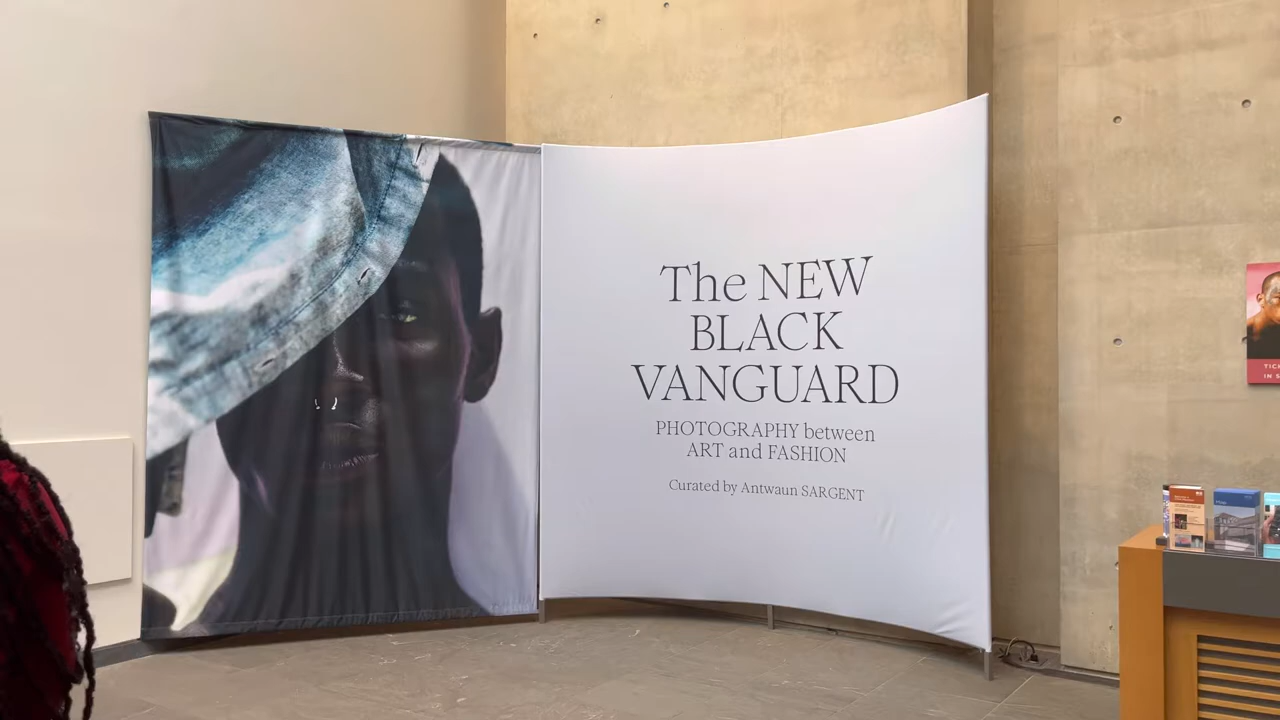 The NEW
BLACK
VANGUARD
PHOTOGRAPHY between
ART and FASHION
Curated by Antwaun SARGENT